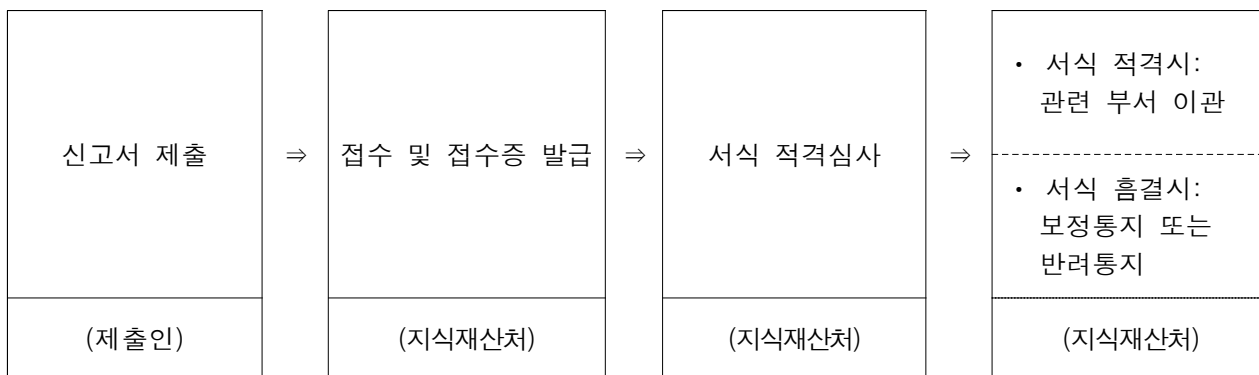 신고서 제출
⇒
접수 및 접수증 발급
⇒
서식 적격심사
⇒
• 서식 적격시:
관련 부서 이관
• 서식 흠결시:
보정통지 또는
반려통지
(제출인)
(지식재산처)
(지식재산처)
(지식재산처)